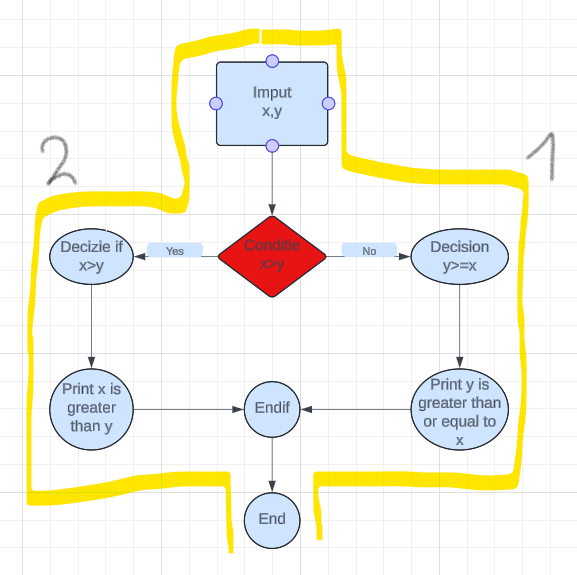 Imput
x,y
2
1
Decizie if
x>y
Yes
Conditie
x>y
No
Decision
y>=x
Print x is
greater
than y
Endif
Print y is
greater than
or equal to
x
End